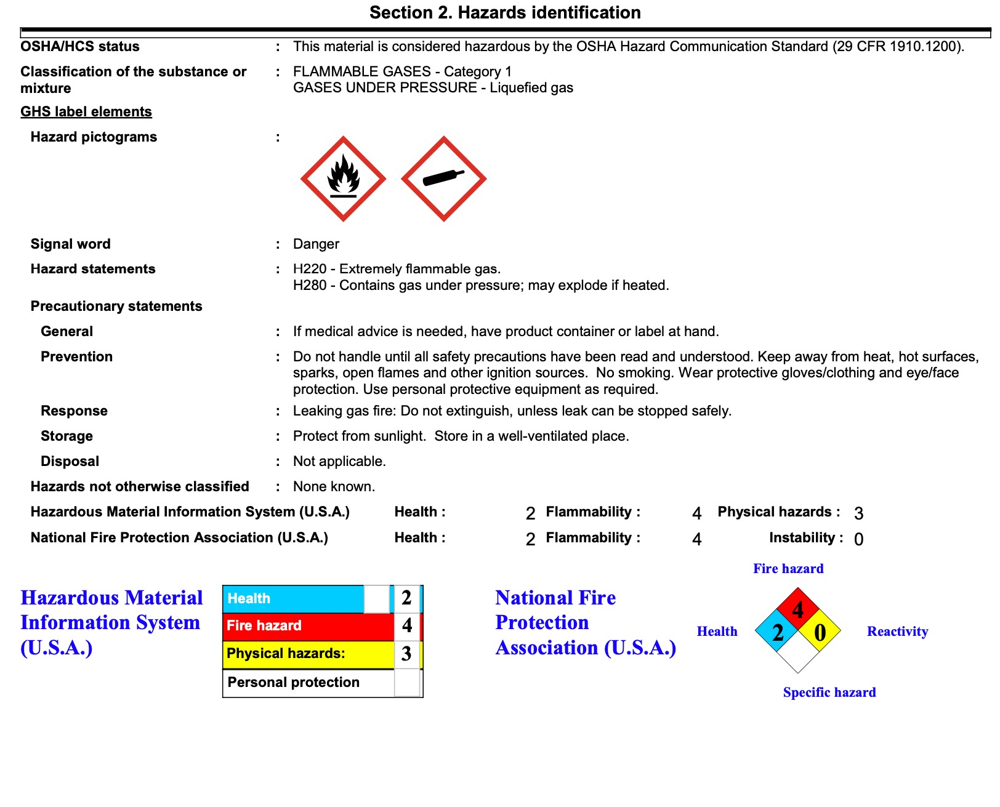 Section 2. Hazards identification
OSHA/HCS status : This material is considered hazardous by the OSHA Hazard Communication Standard (29 CFR 1910.1200).
Classification of the substance or mixture : FLAMMABLE GASES - Category 1
GASES UNDER PRESSURE - Liquefied gas
GHS label elements
Hazard pictograms :
Signal word : Danger
Hazard statements : H220 - Extremely flammable gas.
H280 - Contains gas under pressure; may explode if heated.
Precautionary statements
General : If medical advice is needed, have product container or label at hand.
Prevention : Do not handle until all safety precautions have been read and understood. Keep away from heat, hot surfaces,
sparks, open flames and other ignition sources. No smoking. Wear protective gloves/clothing and eye/face
protection. Use personal protective equipment as required.
Response : Leaking gas fire: Do not extinguish, unless leak can be stopped safely.
Storage : Protect from sunlight. Store in a well-ventilated place.
Disposal : Not applicable.
Hazards not otherwise classified : None known.
Hazardous Material Information System (U.S.A.) Health : 2 Flammability : 4 Physical hazards : 3
National Fire Protection Association (U.S.A.) Health : 2 Flammability : 4 Instability : 0
Hazardous Material
Information System
(U.S.A.)
Health 2
Fire hazard 4
Physical hazards: 3
Personal protection
National Fire
Protection
Association (U.S.A.)
Fire hazard
4
Health 2 0 Reactivity
Specific hazard